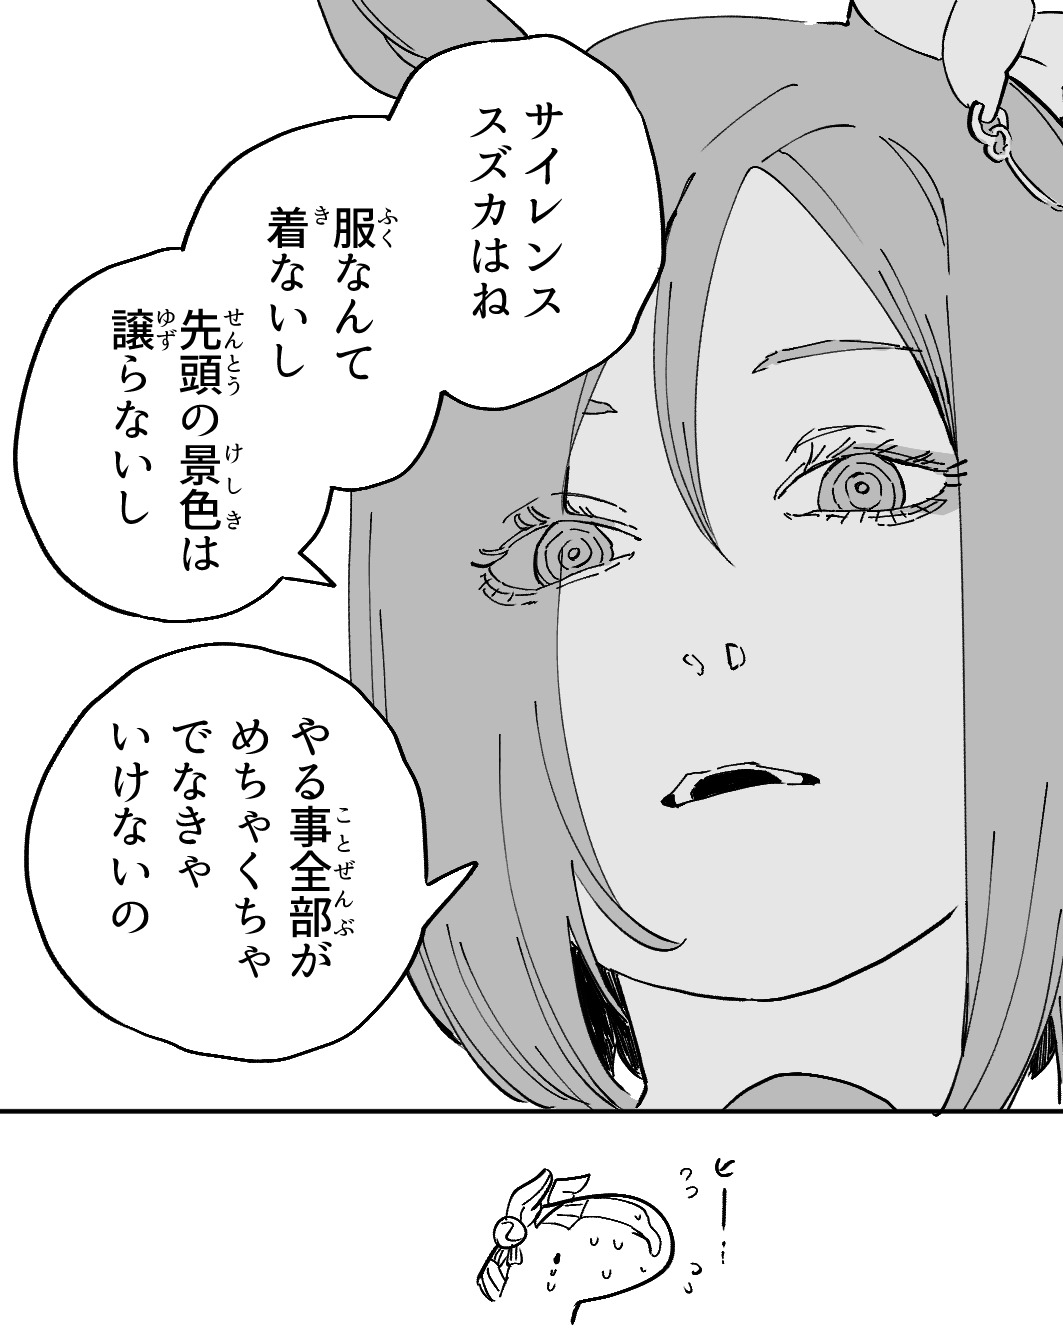 サイレンス
スズカはね
服なんて
着ないし
先頭の景色は
譲らないし
やる事全部が
めちゃくちゃ
でなきゃ
いけないの